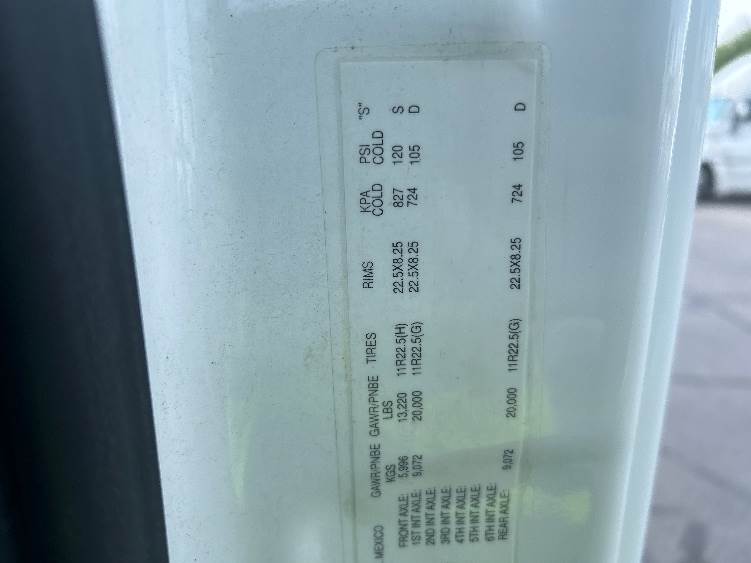 MEXICO GAWR/PNBE GAWR/PNBE TIRES RIMS KPA PSI "S"
KGS LBS COLD COLD
FRONT AXLE: 5,996 13,220 11R22.5(H) 22.5X8.25 827 120 S
1ST INT AXLE: 9,072 20,000 11R22.5(G) 22.5X8.25 724 105 D
2ND INT AXLE:
3RD INT AXLE:
4TH INT AXLE:
5TH INT AXLE:
6TH INT AXLE:
REAR AXLE: 9,072 20,000 11R22.5(G) 22.5X8.25 724 105 D